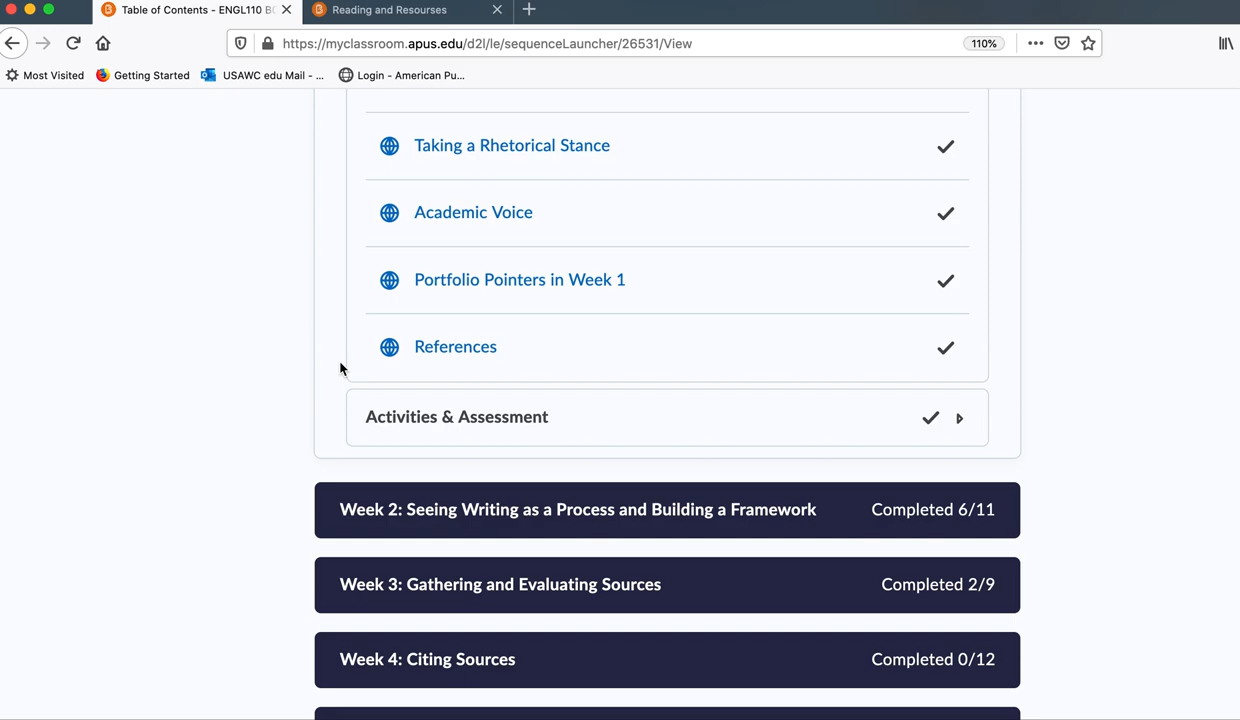 Table of Contents - ENGL110 BC
Reading and Resourses
https://myclassroom.apus.edu/d2l/le/sequenceLauncher/26531/View
110%
Most Visited
Getting Started
USAWC edu Mail - ...
Login - American Pu...
Taking a Rhetorical Stance
Academic Voice
Portfolio Pointers in Week 1
References
Activities & Assessment
Week 2: Seeing Writing as a Process and Building a Framework
Completed 6/11
Week 3: Gathering and Evaluating Sources
Completed 2/9
Week 4: Citing Sources
Completed 0/12